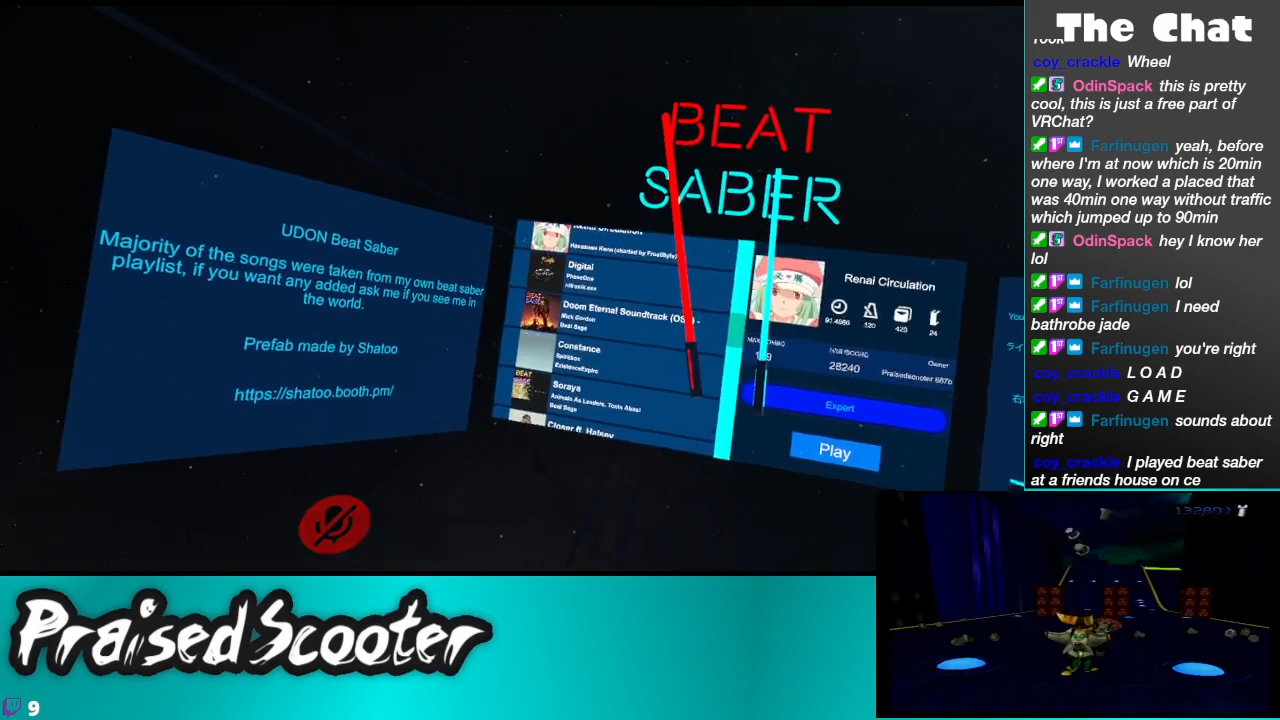 UDON Beat Saber
Majority of the songs were taken from my own beat saber
playlist, if you want any added ask me if you see me in
the world.
Prefab made by Shatoo
https://shatoo.booth.pm/
BEAT
SABER
Digital
PhaseOne
Doom Eternal Soundtrack (OST) -
Mick Gordon
Beat Sage
Constance
Spiritbox
ExistenceExpirc
Soraya
Animals As Leaders, Tosin Abasi
Beat Sage
Closer ft. Halsey
Renai Circulation
120
423
24
28240
Owner
Expert
Play
The Chat
coy_crackle Wheel
OdinSpack this is pretty
cool, this is just a free part of
VRChat?
Farfinugen yeah, before
where I'm at now which is 20min
one way, I worked a placed that
was 40min one way without traffic
which jumped up to 90min
OdinSpack hey I know her
lol
Farfinugen lol
Farfinugen I need
bathrobe jade
Farfinugen you're right
coy_crackle L O A D
coy_crackle G A M E
Farfinugen sounds about
right
coy_crackle I played beat saber
at a friends house on ce
PraisedScooter
9